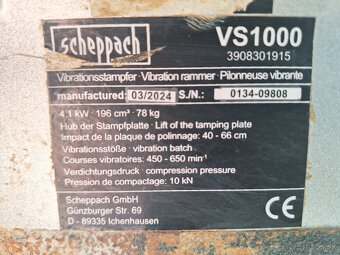 scheppach
VS1000
3908301915
Vibrationsstampfer · Vibration rammer · Pilonneuse vibrante
manufactured: 03/2024 S./N.: 0134-09808
4,1 kW · 196 cm³ · 78 kg
Hub der Stampfplatte · Lift of the tamping plate
Impact de la plaque de polinnage: 40 - 66 cm
Vibrationsstöße · vibration batch
Courses vibratoires: 450 - 650 min⁻¹
Verdichtungsdruck · compression pressure
Pression de compactage: 10 kN
Scheppach GmbH
Günzburger Str. 69
D - 89335 Ichenhausen
CE